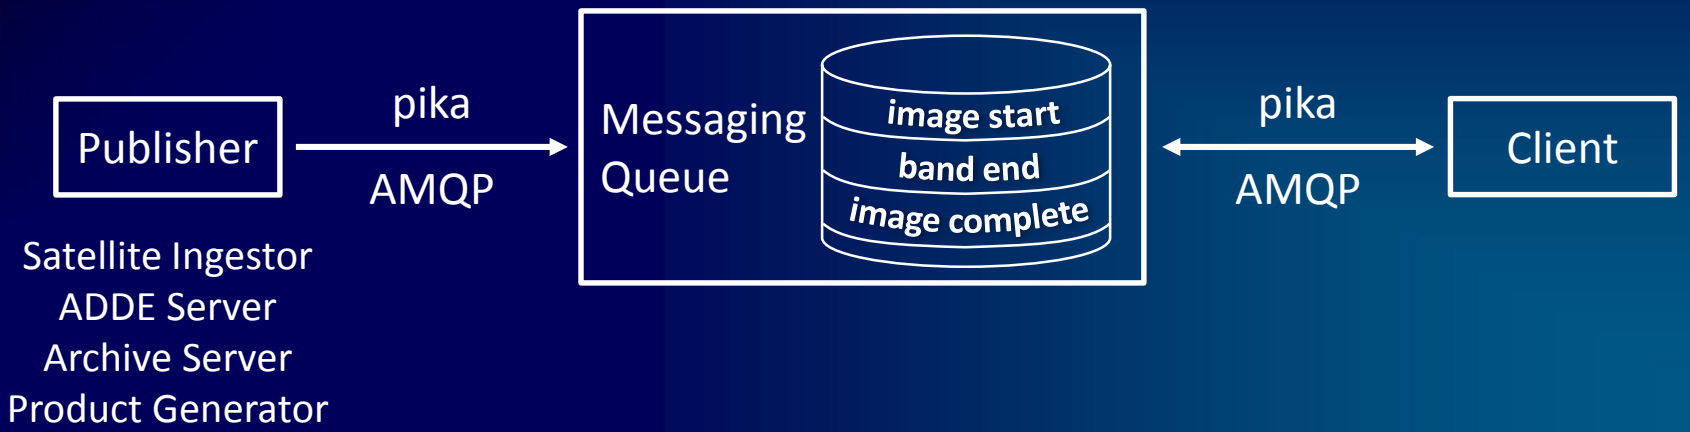 Publisher
pika
AMQP
Messaging
Queue
image start
band end
image complete
pika
AMQP
Client
Satellite Ingestor
ADDE Server
Archive Server
Product Generator